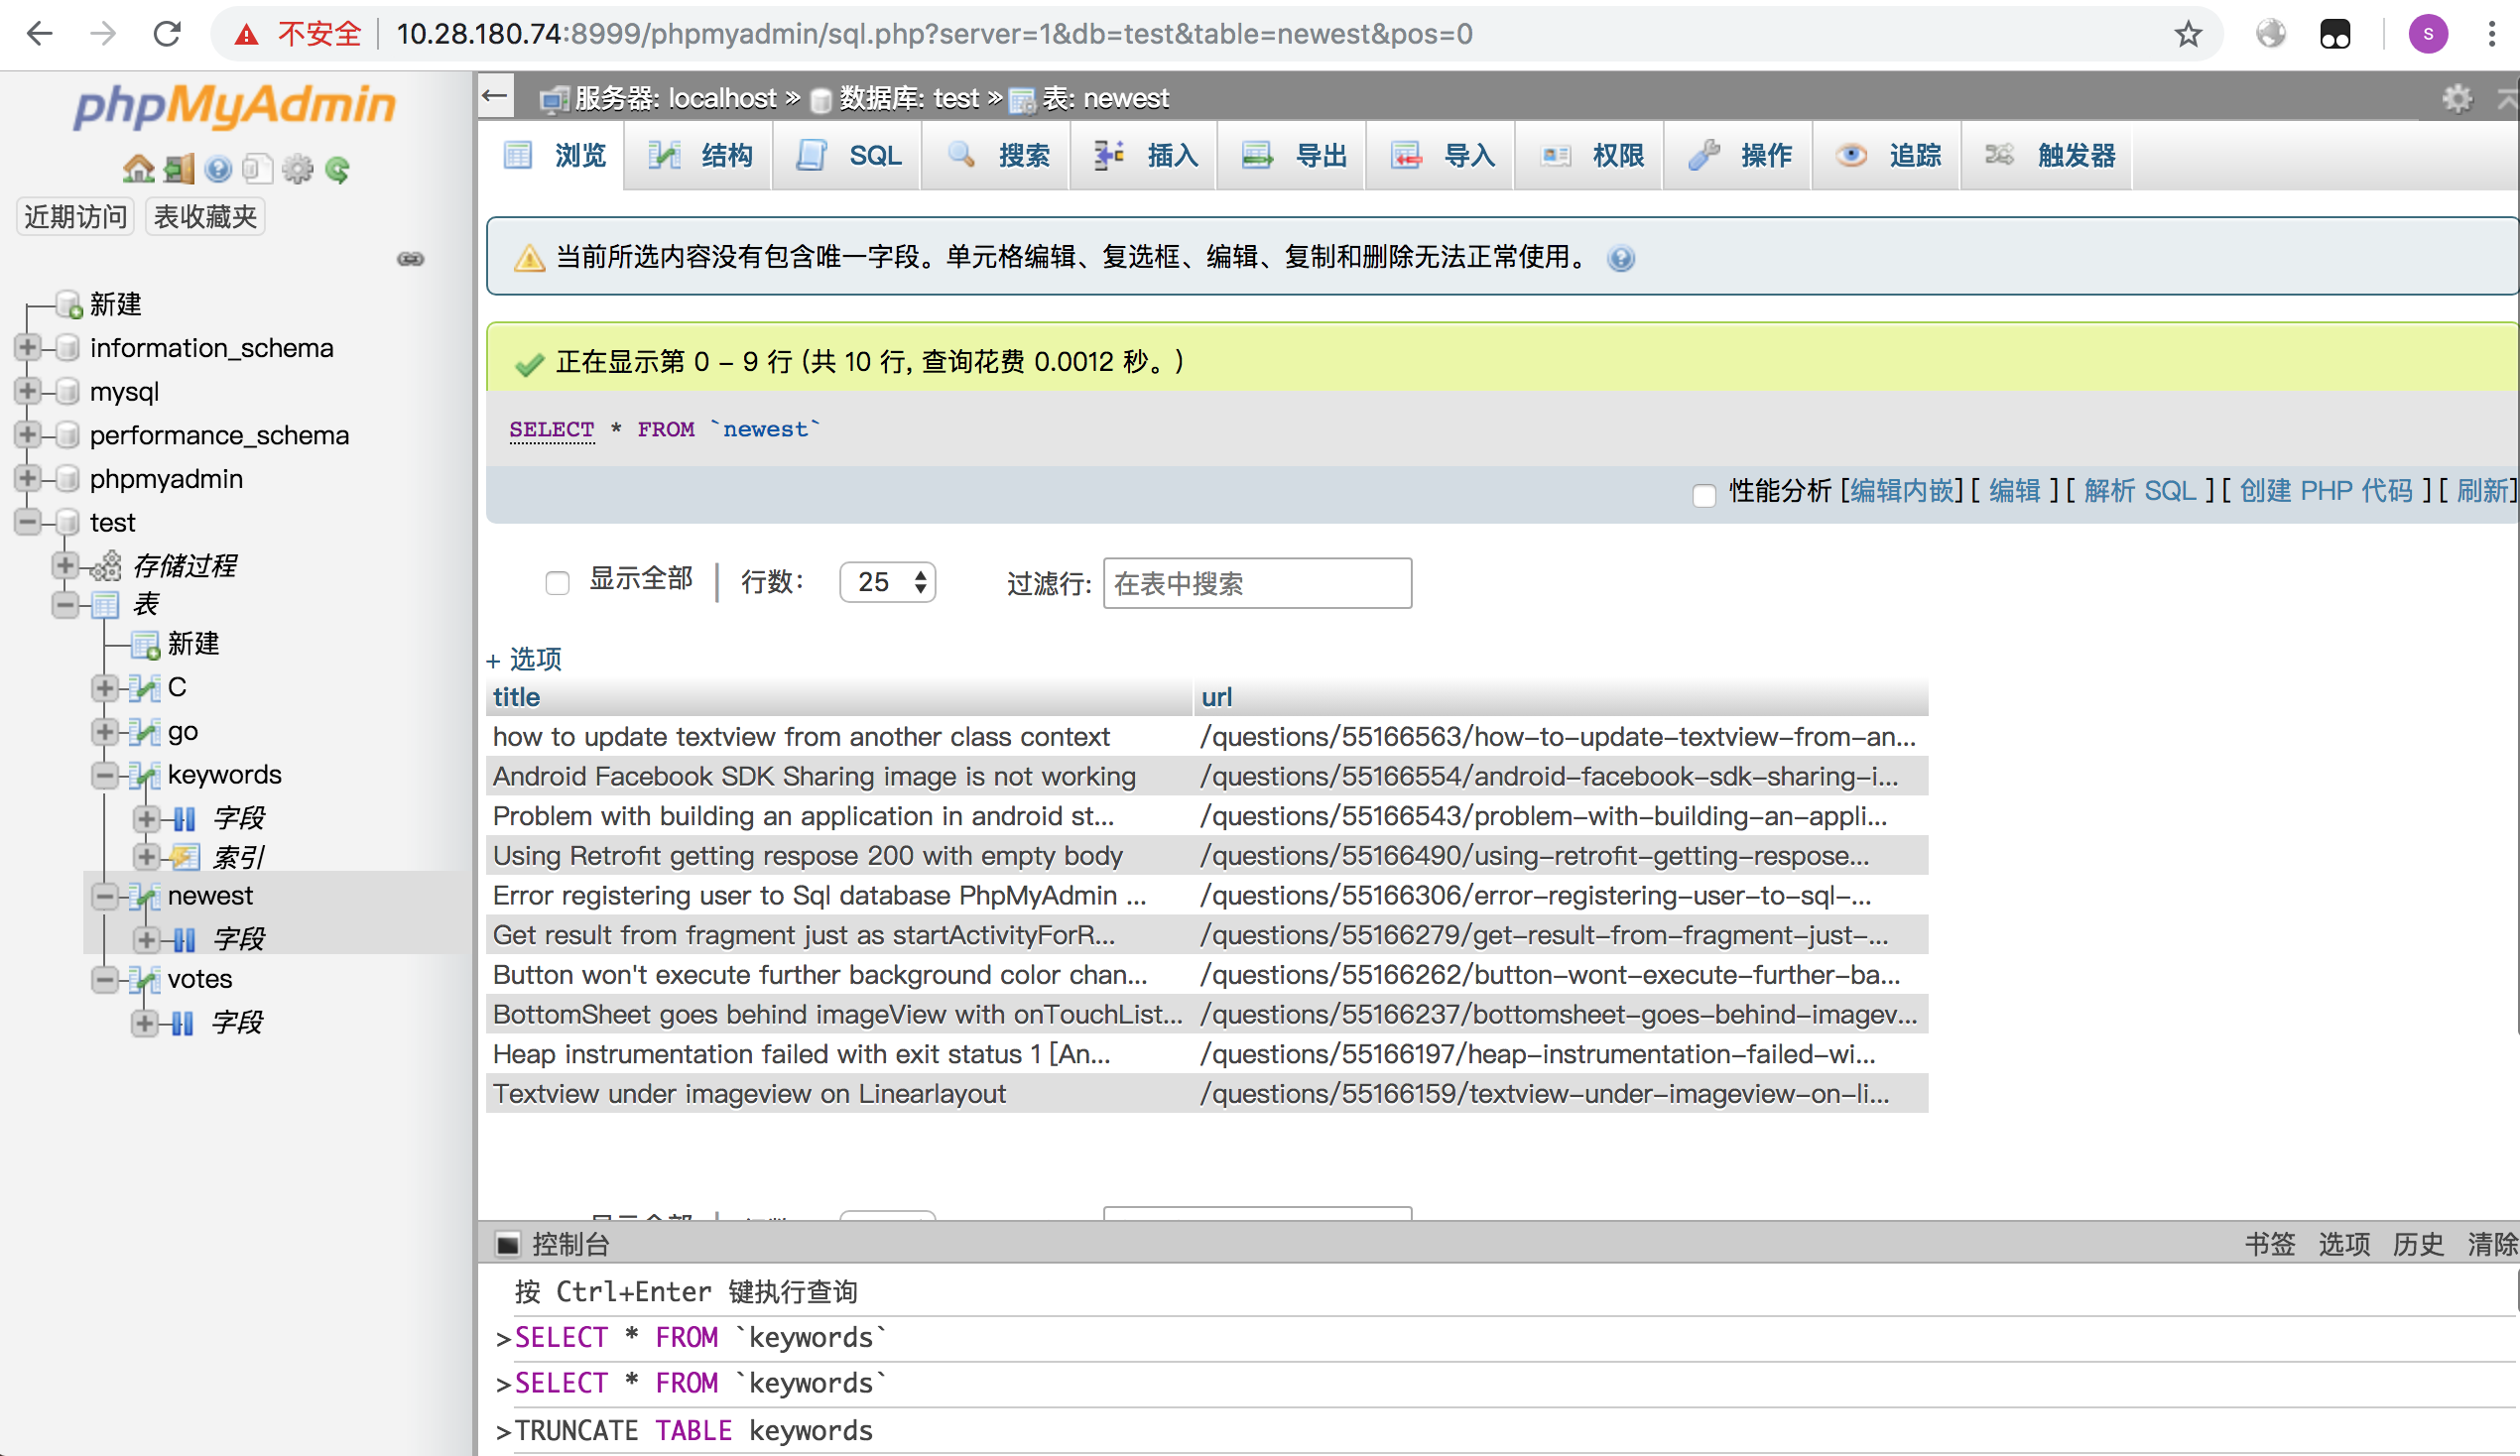 不安全 10.28.180.74:8999/phpmyadmin/sql.php?server=1&db=test&table=newest&pos=0
S
phpMyAdmin
近期访问 表收藏夹
新建
information_schema
mysql
performance_schema
phpmyadmin
test
存储过程
表
新建
C
go
keywords
字段
索引
newest
字段
votes
字段
服务器: localhost » 数据库: test » 表: newest
浏览 结构 SQL 搜索 插入 导出 导入 权限 操作 追踪 触发器
当前所选内容没有包含唯一字段。单元格编辑、复选框、编辑、复制和删除无法正常使用。
正在显示第 0 - 9 行 (共 10 行, 查询花费 0.0012 秒。)
SELECT * FROM `newest`
性能分析 [编辑内嵌] [ 编辑 ] [ 解析 SQL ] [ 创建 PHP 代码 ] [ 刷新]
显示全部 | 行数: 25 过滤行: 在表中搜索
+ 选项
title url
how to update textview from another class context /questions/55166563/how-to-update-textview-from-an...
Android Facebook SDK Sharing image is not working /questions/55166554/android-facebook-sdk-sharing-i...
Problem with building an application in android st... /questions/55166543/problem-with-building-an-appli...
Using Retrofit getting respose 200 with empty body /questions/55166490/using-retrofit-getting-respose...
Error registering user to Sql database PhpMyAdmin ... /questions/55166306/error-registering-user-to-sql-...
Get result from fragment just as startActivityForR... /questions/55166279/get-result-from-fragment-just-...
Button won't execute further background color chan... /questions/55166262/button-wont-execute-further-ba...
BottomSheet goes behind imageView with onTouchList... /questions/55166237/bottomsheet-goes-behind-imagev...
Heap instrumentation failed with exit status 1 [An... /questions/55166197/heap-instrumentation-failed-wi...
Textview under imageview on Linearlayout /questions/55166159/textview-under-imageview-on-li...
控制台 书签 选项 历史 清除
按 Ctrl+Enter 键执行查询
>SELECT * FROM `keywords`
>SELECT * FROM `keywords`
>TRUNCATE TABLE keywords